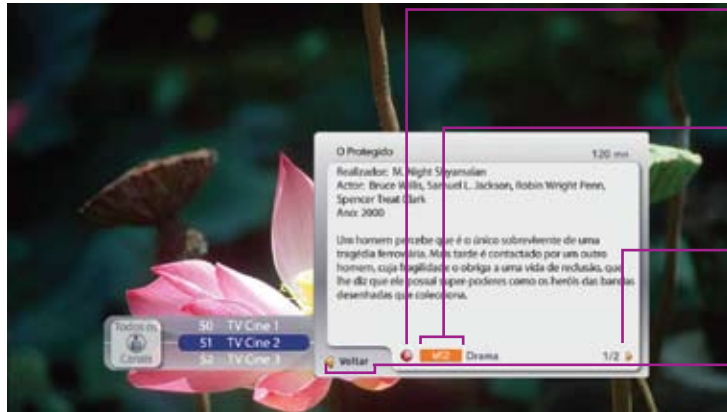 O Protegido
120 mn
Realizador: M. Night Shyamalan
Actor: Bruce Willis, Samuel L. Jackson, Robin Wright Penn,
Spencer Treat Clark
Ano: 2000
Um homem percebe que é o único sobrevivente de uma
tragédia ferroviária. Mais tarde é contactado por um outro
homem, cuja fragilidade o obriga a uma vida de reclusão, que
lhe diz que ele possui super poderes como os heróis das bandas
desenhadas que colecciona.
Todos os
Canais
50 TV Cine 1
51 TV Cine 2
52 TV Cine 3
Voltar
M12 Drama
1/2